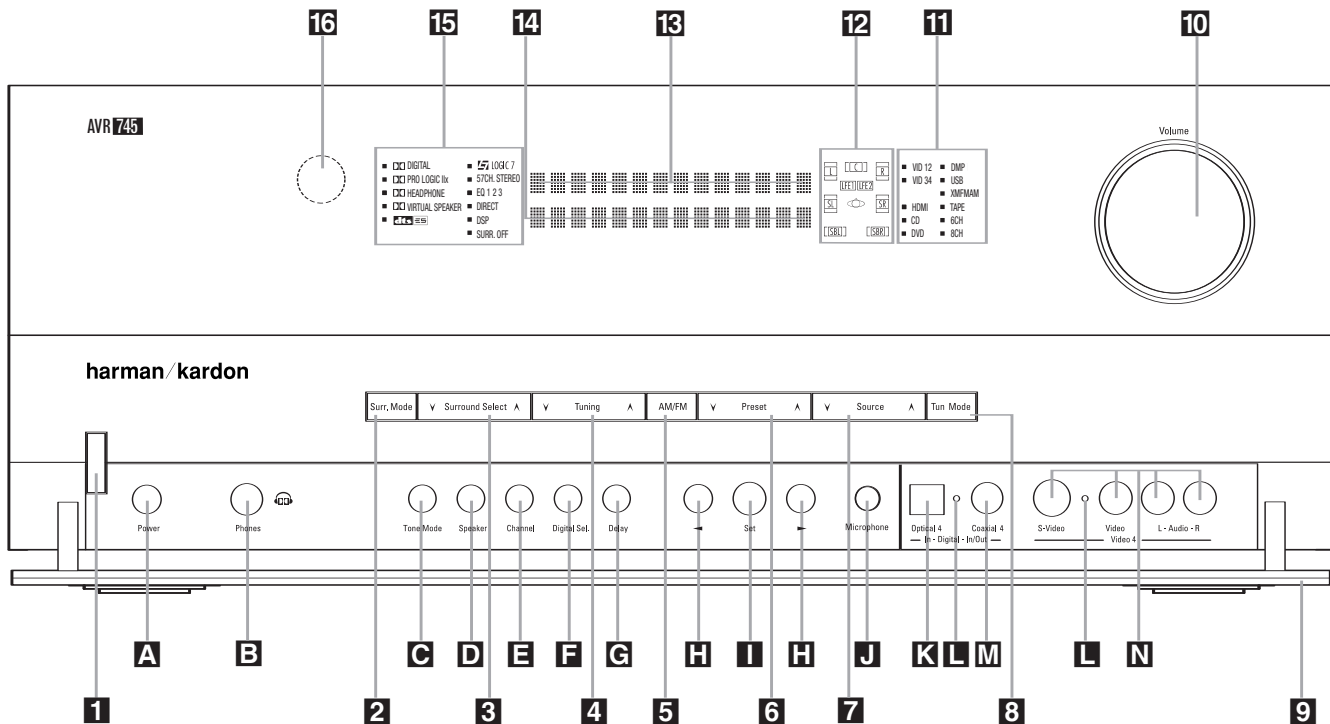 16 15 14 13 12 11 10
AVR 745
Volume
DIGITAL
PRO LOGIC IIx
HEADPHONE
VIRTUAL SPEAKER
dts ES
LOGIC 7
57CH. STEREO
EQ 1 2 3
DIRECT
DSP
SURR. OFF
L C R
LFE1 LFE2
SL SR
SBL SBR
VID 12
VID 34
HDMI
CD
DVD
DMP
USB
XMFMAM
TAPE
6CH
8CH
harman/kardon
Surr. Mode Surround Select Tuning AM/FM Preset Source Tun Mode
Power Phones Tone Mode Speaker Channel Digital Sel. Delay Set Microphone
Optical 4 Coaxial 4
In - Digital - In/Out
S-Video Video L - Audio - R
Video 4
A B C D E F G H I H J K L M L N
1 2 3 4 5 6 7 8 9